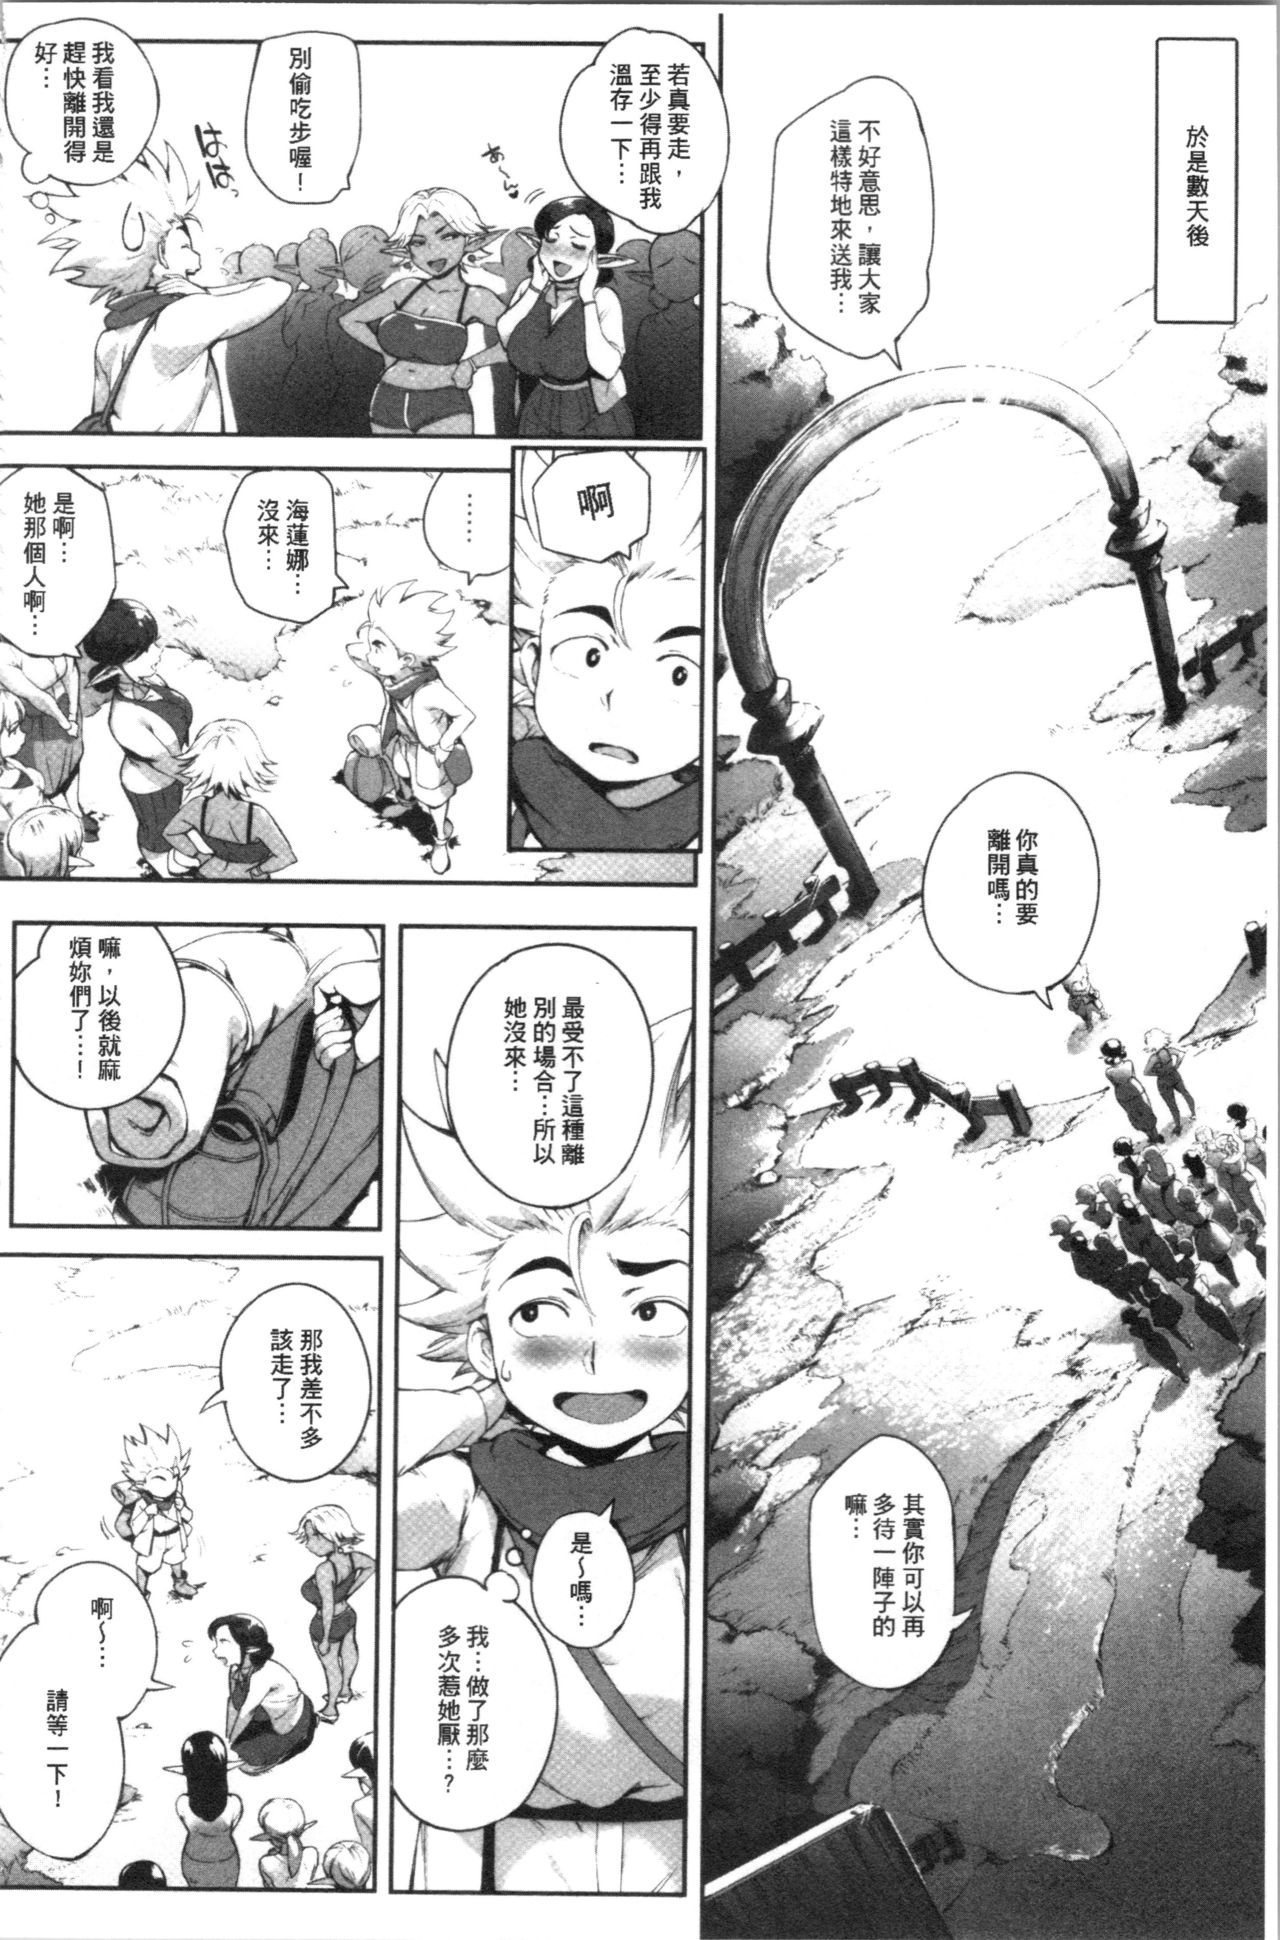 於是數天後
不好意思，讓大家
這樣特地來送我…
你真的要
離開嗎…
其實你可以再
多待一陣子的
嘛…
若真要走，
至少得再跟我
溫存一下…
あ～ん♥
別偷吃步喔！
はは…っ
我看我還是
趕快離開得
好…
啊
……
海蓮娜…
沒來…
是啊…
她那個人啊…
最受不了這種離
別的場合…所以
她沒來…
是～嗎…
我…做了那麼
多次惹她厭…？
嘛，以後就麻
煩妳們了…！
那我差不多
該走了…
啊～…
請等一下！